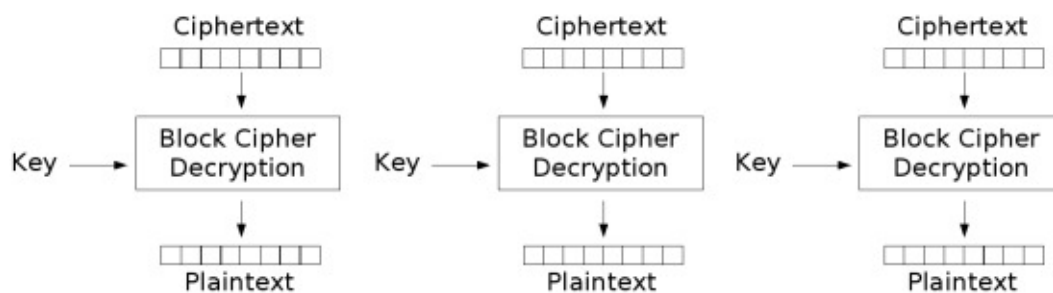 Ciphertext
Ciphertext
Ciphertext
Key
Block Cipher
Decryption
Key
Block Cipher
Decryption
Key
Block Cipher
Decryption
Plaintext
Plaintext
Plaintext